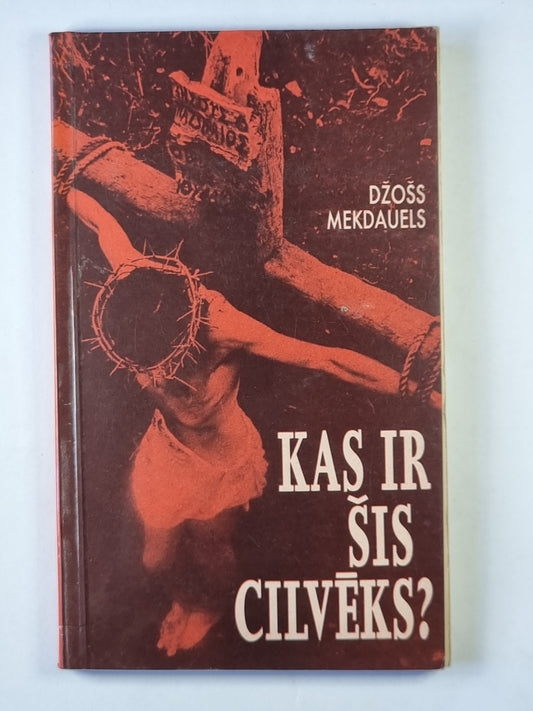 DŽOŠS
MEKDAUELS
KAS IR
ŠIS
CILVĒKS?